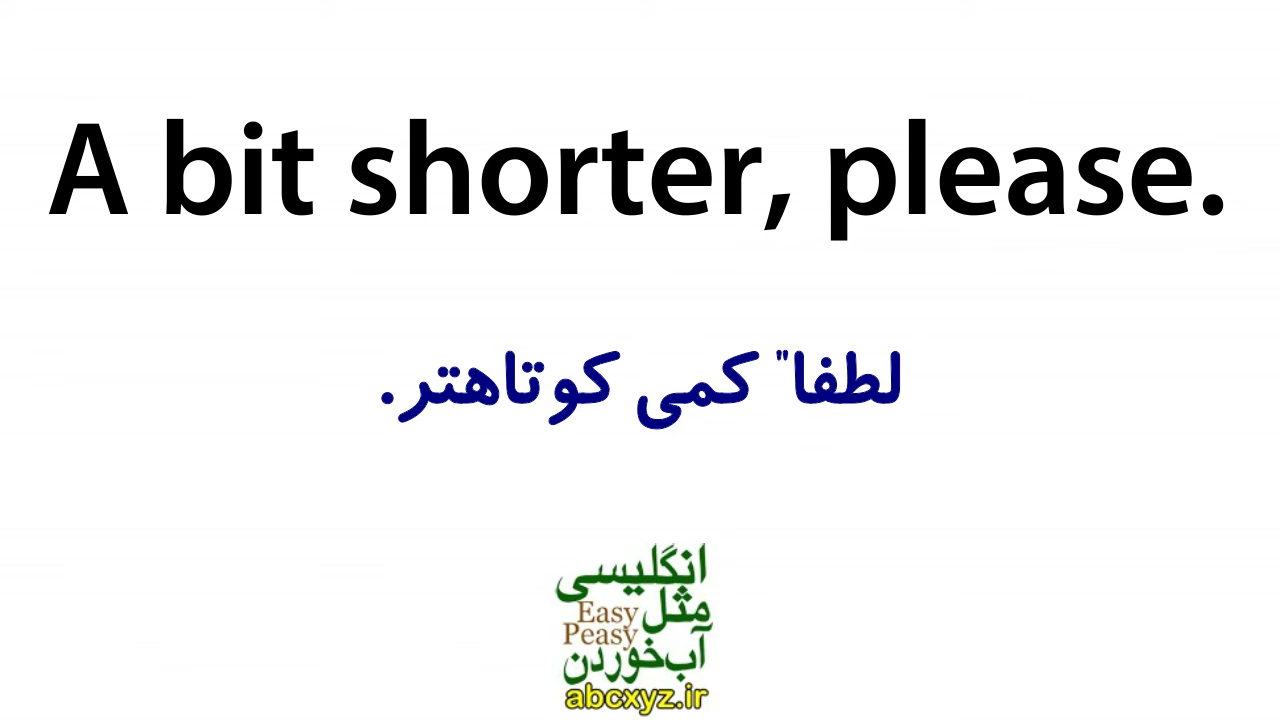 A bit shorter, please.
لطفا" کمی کوتاهتر.
انگلیسی
مثل
Easy
Peasy
آب‌خوردن
abcxyz.ir